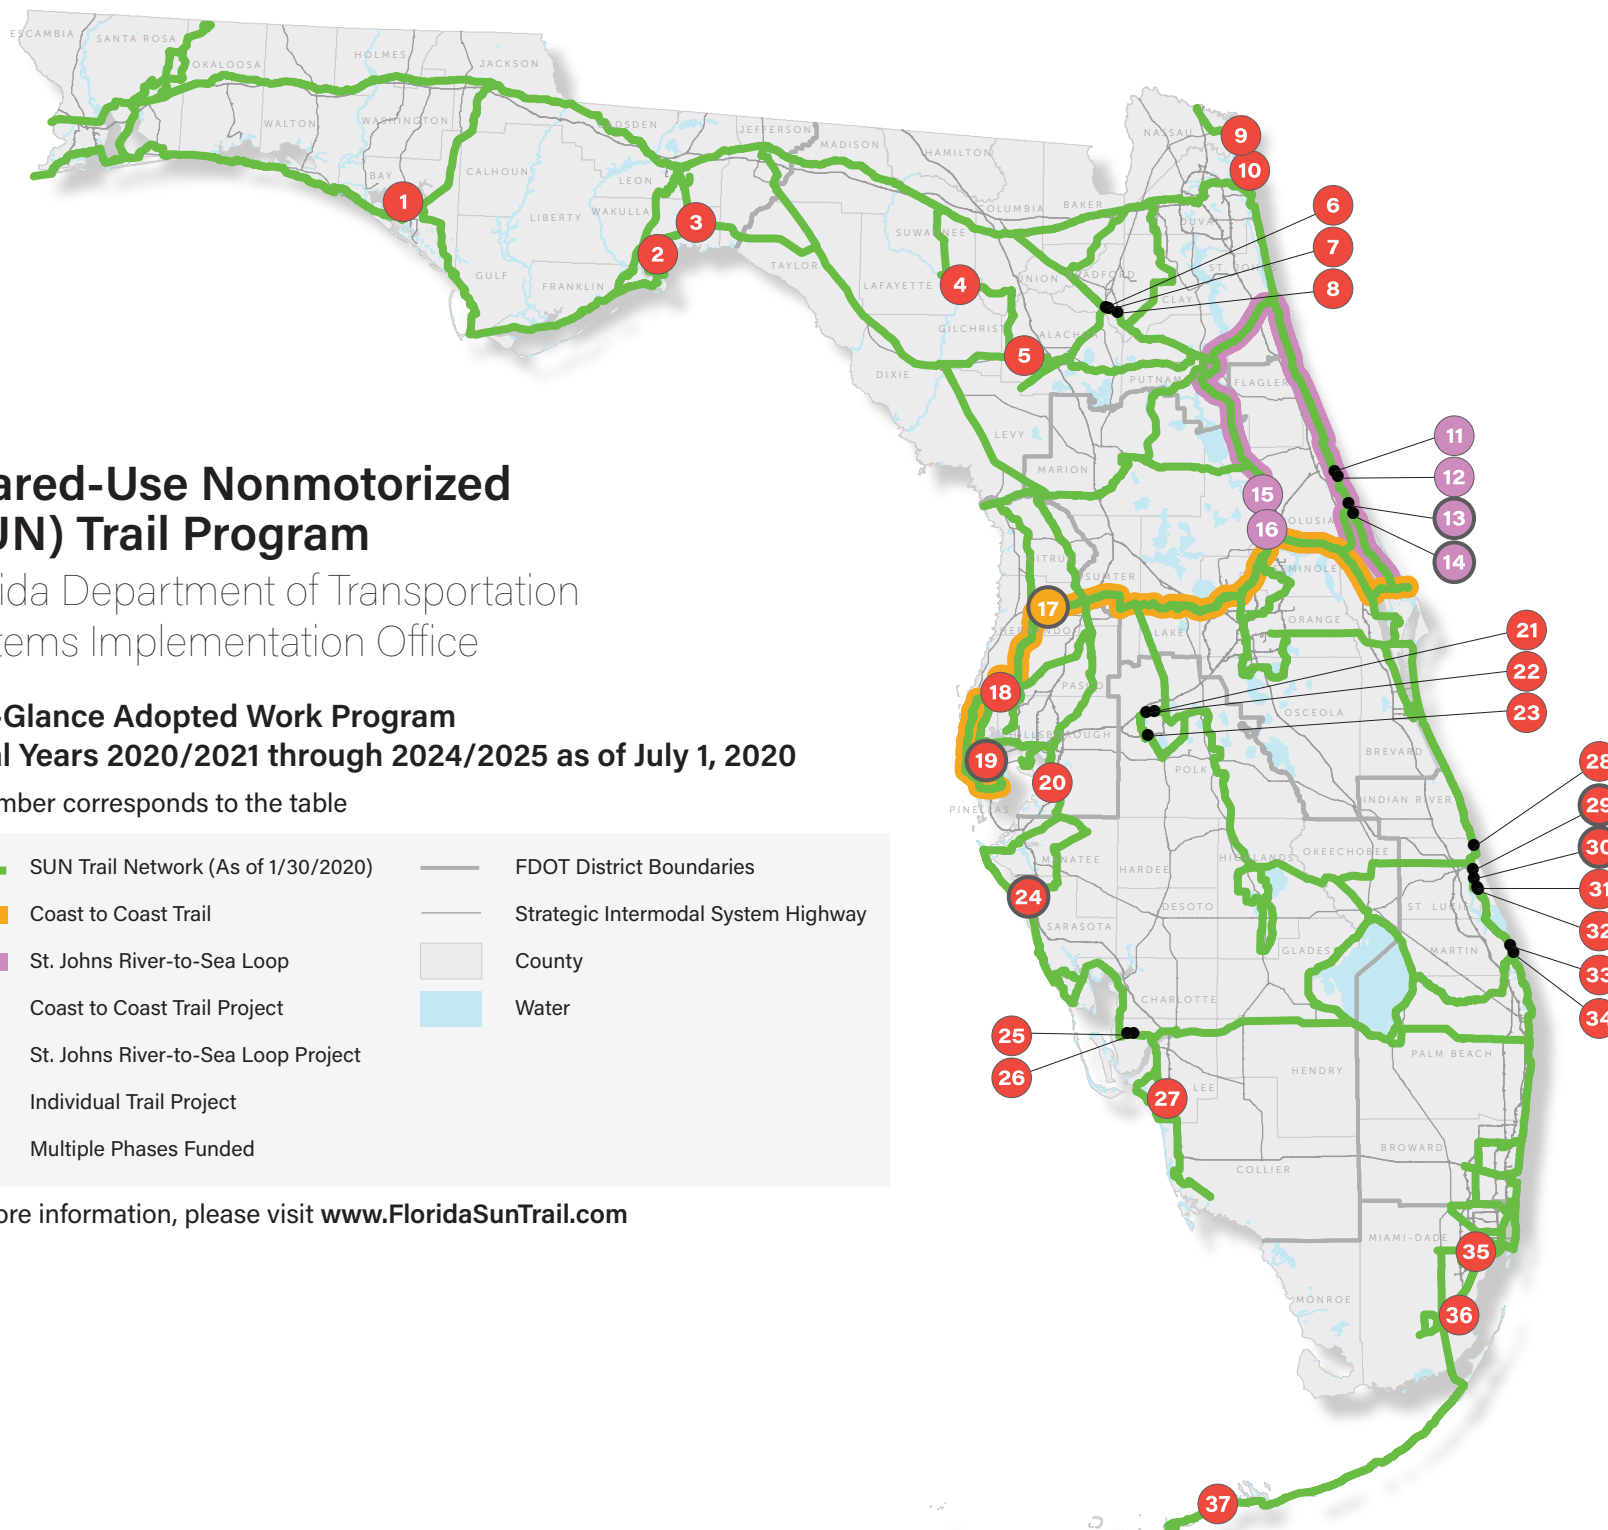 ared-Use Nonmotorized
UN) Trail Program
ida Department of Transportation
tems Implementation Office
-Glance Adopted Work Program
l Years 2020/2021 through 2024/2025 as of July 1, 2020
mber corresponds to the table
SUN Trail Network (As of 1/30/2020)
Coast to Coast Trail
St. Johns River-to-Sea Loop
Coast to Coast Trail Project
St. Johns River-to-Sea Loop Project
Individual Trail Project
Multiple Phases Funded
FDOT District Boundaries
Strategic Intermodal System Highway
County
Water
ore information, please visit www.FloridaSunTrail.com
ESCAMBIA
SANTA ROSA
OKALOOSA
HOLMES
JACKSON
WALTON
WASHINGTON
BAY
CALHOUN
GULF
LIBERTY
FRANKLIN
LEON
WAKULLA
JEFFERSON
MADISON
TAYLOR
HAMILTON
LAFAYETTE
DIXIE
COLUMBIA
GILCHRIST
LEVY
BAKER
NASSAU
CLAY
PUTNAM
FLAGLER
MARION
SUMTER
LAKE
ORANGE
OSCEOLA
POLK
BREVARD
INDIAN RIVER
PINELLAS
HARDEE
OKEECHOBEE
DESOTO
SARASOTA
GLADES
MARTIN
CHARLOTTE
LEE
HENDRY
PALM BEACH
COLLIER
BROWARD
MIAMI-DADE
MONROE
1
2
3
4
5
6
7
8
9
10
11
12
13
14
15
16
17
18
19
20
21
22
23
24
25
26
27
28
29
30
31
32
33
34
35
36
37